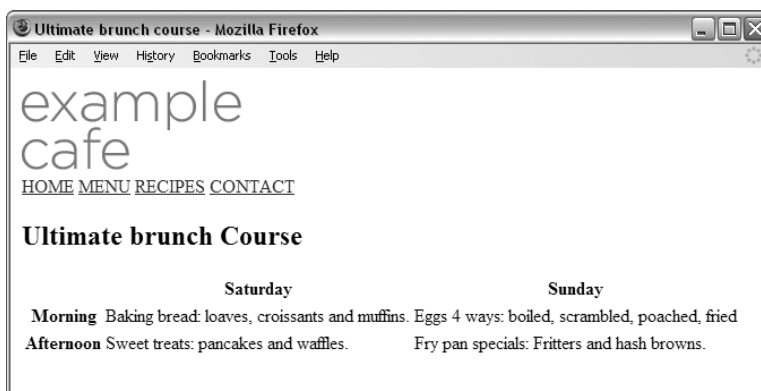 Ultimate brunch course - Mozilla Firefox
File Edit View History Bookmarks Tools Help
example
cafe
HOME MENU RECIPES CONTACT
Ultimate brunch Course
Saturday Sunday
Morning Baking bread: loaves, croissants and muffins. Eggs 4 ways: boiled, scrambled, poached, fried
Afternoon Sweet treats: pancakes and waffles. Fry pan specials: Fritters and hash browns.